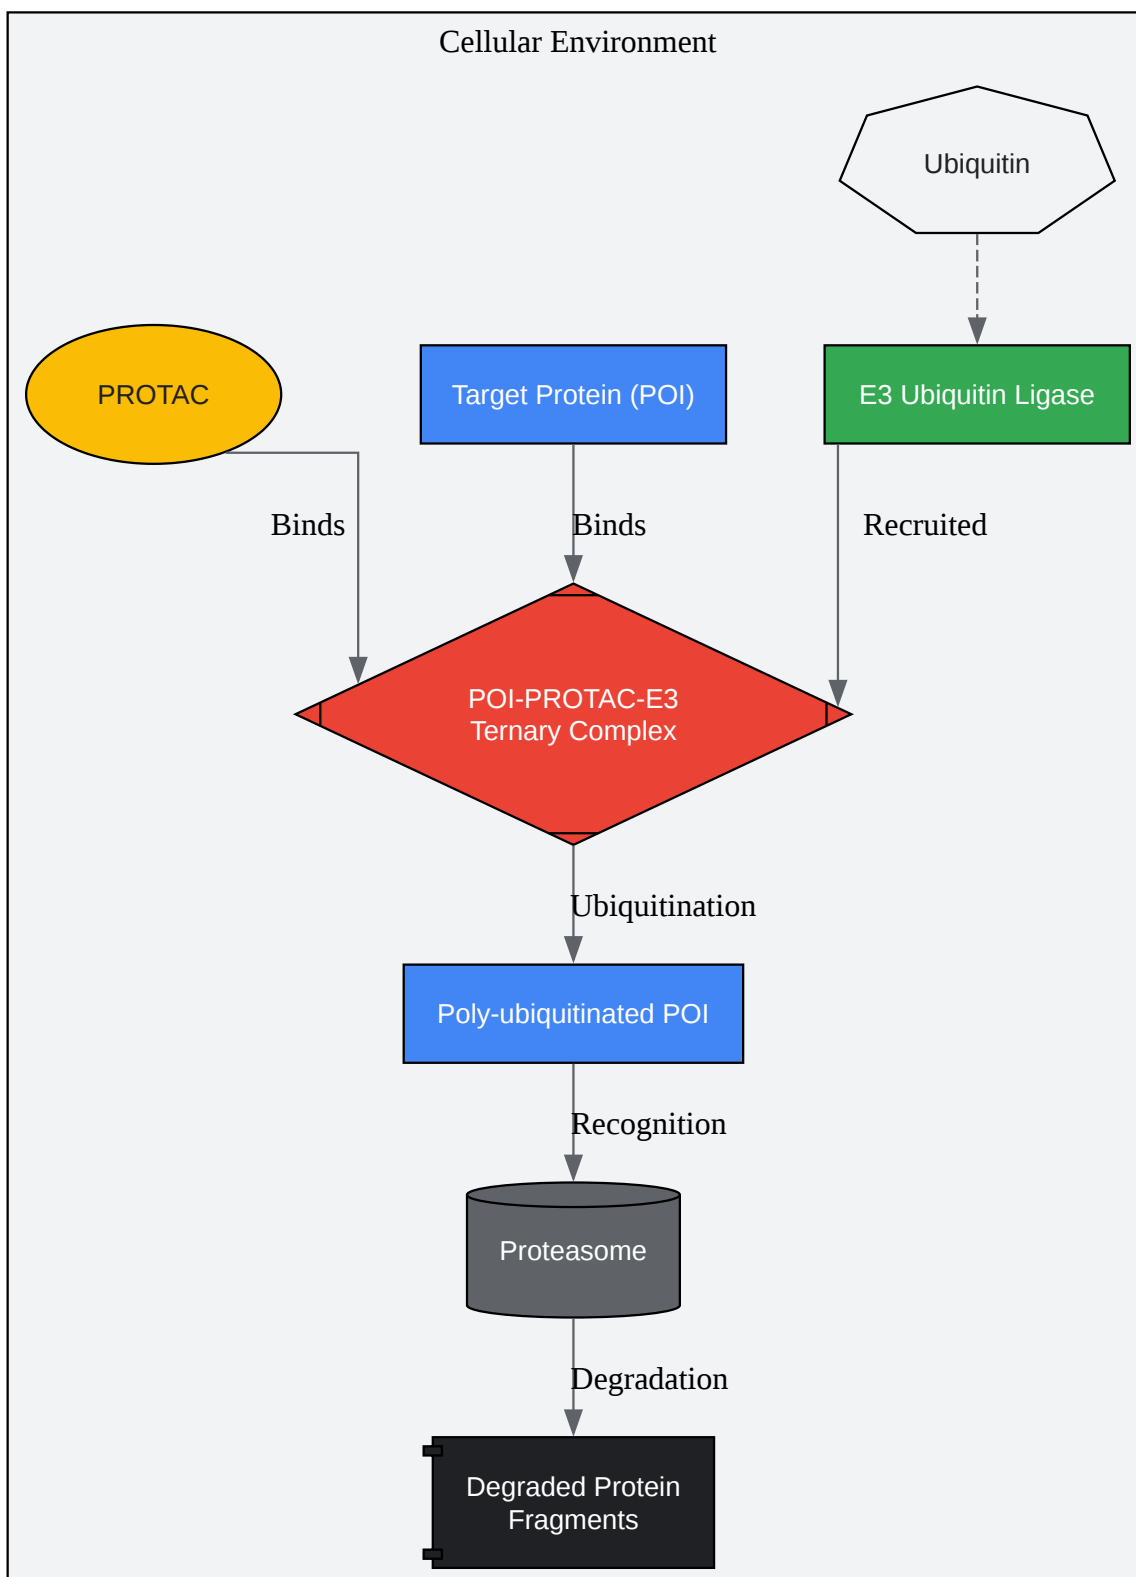 Cellular Environment
Ubiquitin
PROTAC
Target Protein (POI)
E3 Ubiquitin Ligase
Binds
Binds
Recruited
POI-PROTAC-E3
Ternary Complex
Ubiquitination
Poly-ubiquitinated POI
Recognition
Proteasome
Degradation
Degraded Protein
Fragments